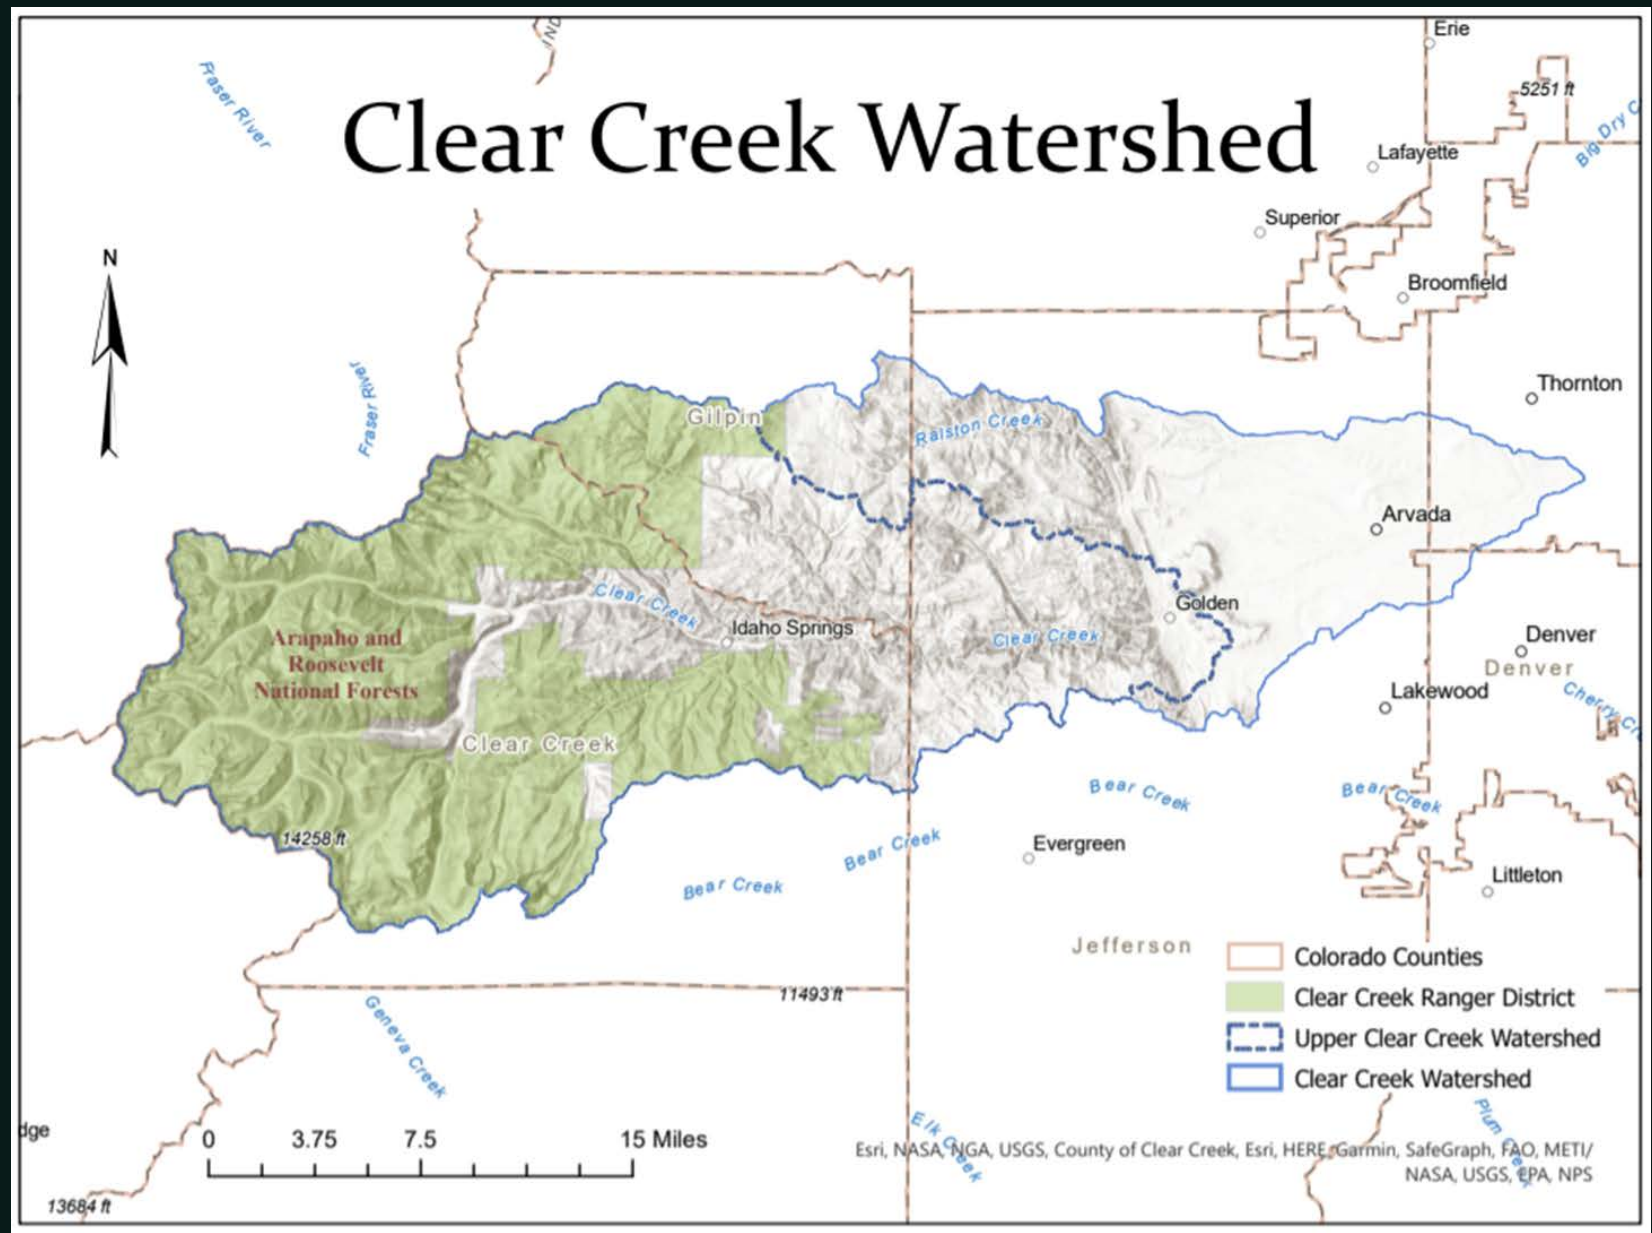 IND
Erie
5251 ft
Fraser River
Big Dry C
Clear Creek Watershed
Lafayette
Superior
N
Broomfield
Fraser River
Thornton
Gilpin
Ralston Creek
Arvada
Clear Creek
Golden
Idaho Springs
Clear Creek
Arapaho and
Roosevelt
National Forests
Denver
Denver
Lakewood
Cherry Cr
Clear Creek
Bear Creek
Bear Creek
14258 ft
Bear Creek
Evergreen
Bear Creek
Littleton
Jefferson
Colorado Counties
11493 ft
Clear Creek Ranger District
Geneva Creek
Upper Clear Creek Watershed
Clear Creek Watershed
dge
0 3.75 7.5 15 Miles
Elk Creek
Plum Creek
Esri, NASA, NGA, USGS, County of Clear Creek, Esri, HERE, Garmin, SafeGraph, FAO, METI/
NASA, USGS, EPA, NPS
13684 ft